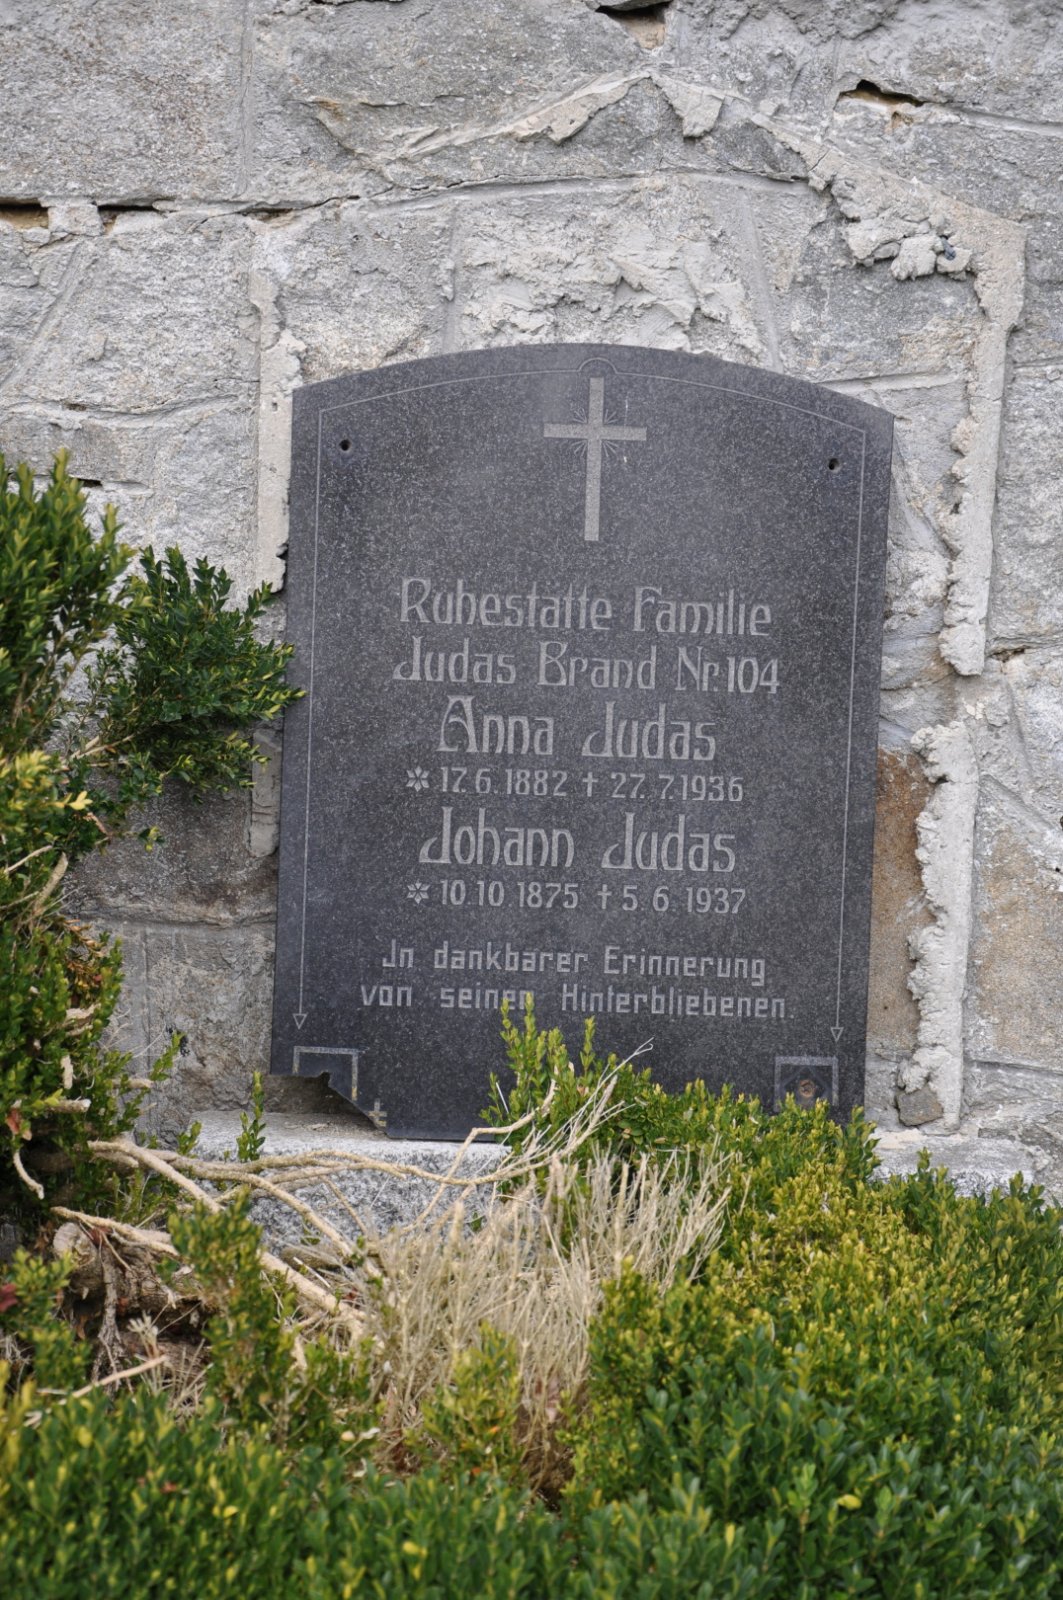 Ruhestätte Familie
Judas Brand Nr. 104
Anna Judas
* 17.6.1882 † 27.7.1936
Johann Judas
* 10.10 1875 † 5.6.1937
Jn dankbarer Erinnerung
von seinen Hinterbliebenen.